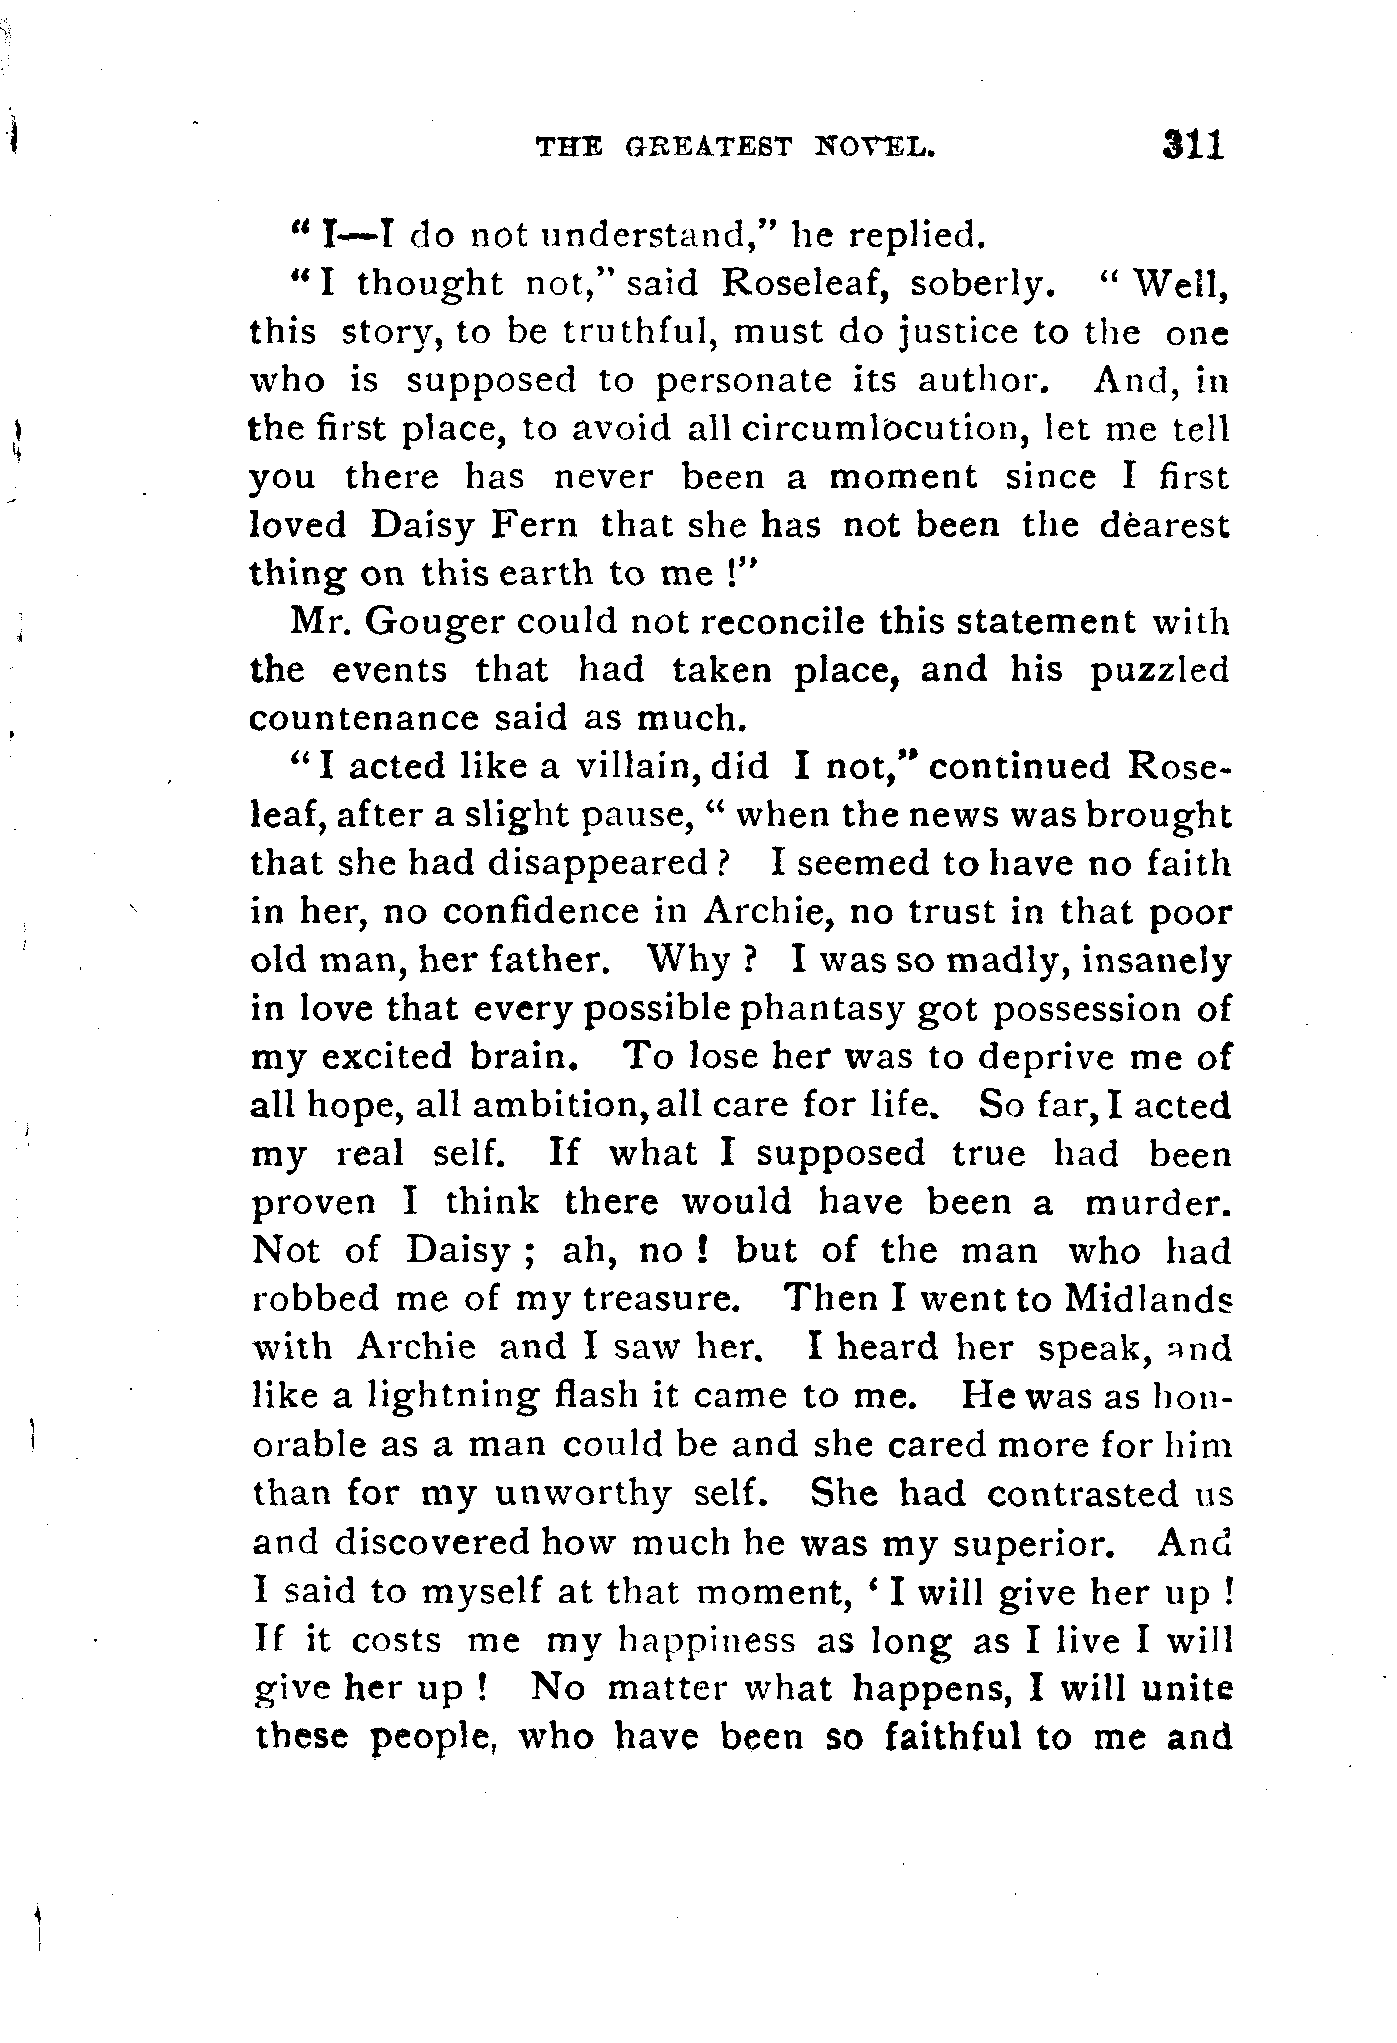 THE GREATEST NOVEL. 311
“ I—I do not understand,” he replied.
“ I thought not,” said Roseleaf, soberly. “ Well,
this story, to be truthful, must do justice to the one
who is supposed to personate its author. And, in
the first place, to avoid all circumlocution, let me tell
you there has never been a moment since I first
loved Daisy Fern that she has not been the dearest
thing on this earth to me !”
Mr. Gouger could not reconcile this statement with
the events that had taken place, and his puzzled
countenance said as much.
“ I acted like a villain, did I not,” continued Rose-
leaf, after a slight pause, “ when the news was brought
that she had disappeared ? I seemed to have no faith
in her, no confidence in Archie, no trust in that poor
old man, her father. Why ? I was so madly, insanely
in love that every possible phantasy got possession of
my excited brain. To lose her was to deprive me of
all hope, all ambition, all care for life. So far, I acted
my real self. If what I supposed true had been
proven I think there would have been a murder.
Not of Daisy ; ah, no ! but of the man who had
robbed me of my treasure. Then I went to Midlands
with Archie and I saw her. I heard her speak, and
like a lightning flash it came to me. He was as hon-
orable as a man could be and she cared more for him
than for my unworthy self. She had contrasted us
and discovered how much he was my superior. And
I said to myself at that moment, ‘ I will give her up !
If it costs me my happiness as long as I live I will
give her up ! No matter what happens, I will unite
these people, who have been so faithful to me and